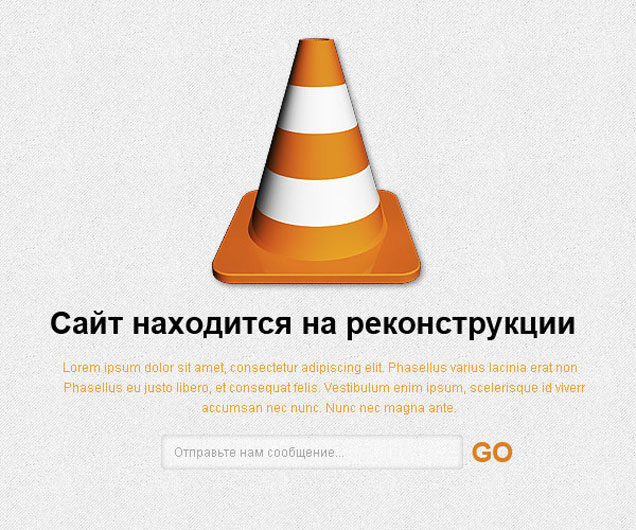 Сайт находится на реконструкции
Lorem ipsum dolor sit amet, consectetur adipiscing elit. Phasellus varius lacinia erat non
Phasellus eu justo libero, et consequat felis. Vestibulum enim ipsum, scelerisque id viverr
accumsan nec nunc. Nunc nec magna ante.
Отправьте нам сообщение...
GO